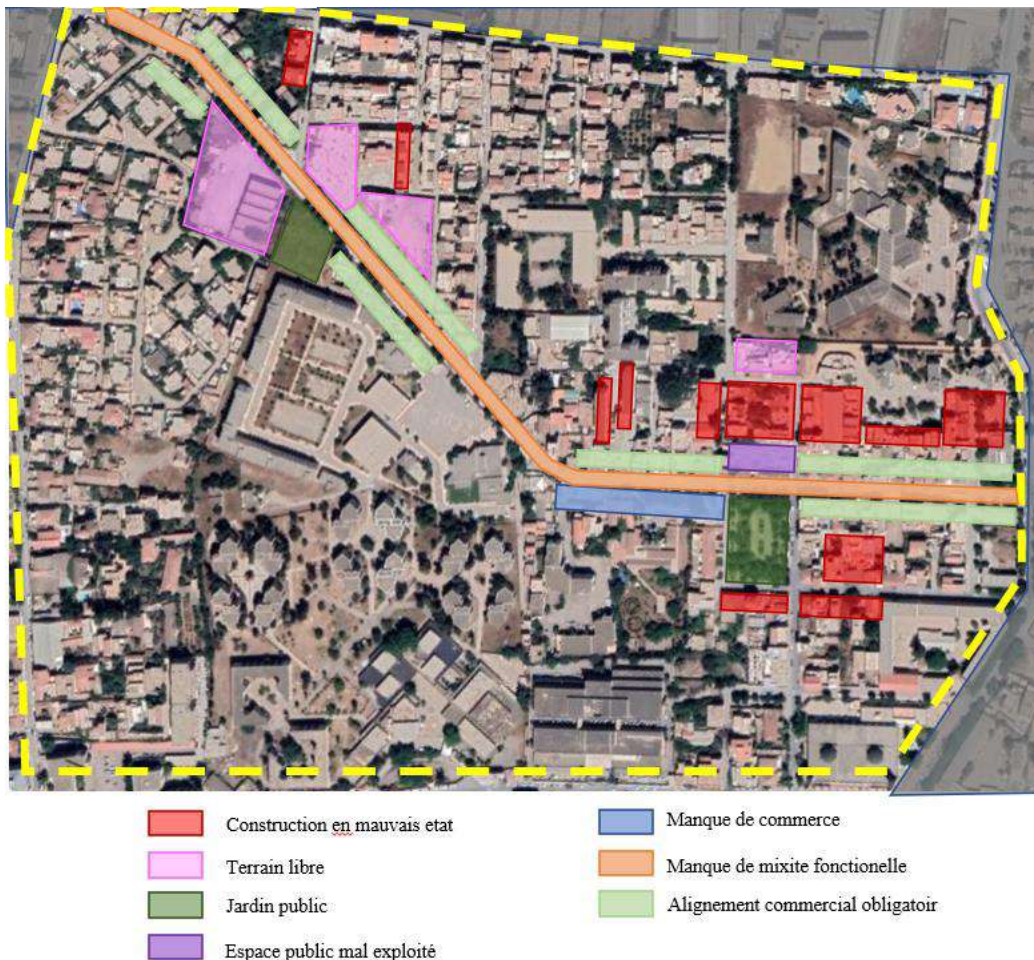 Construction en mauvais etat
Terrain libre
Jardin public
Espace public mal exploité
Manque de commerce
Manque de mixite fonctionelle
Alignement commercial obligatoir